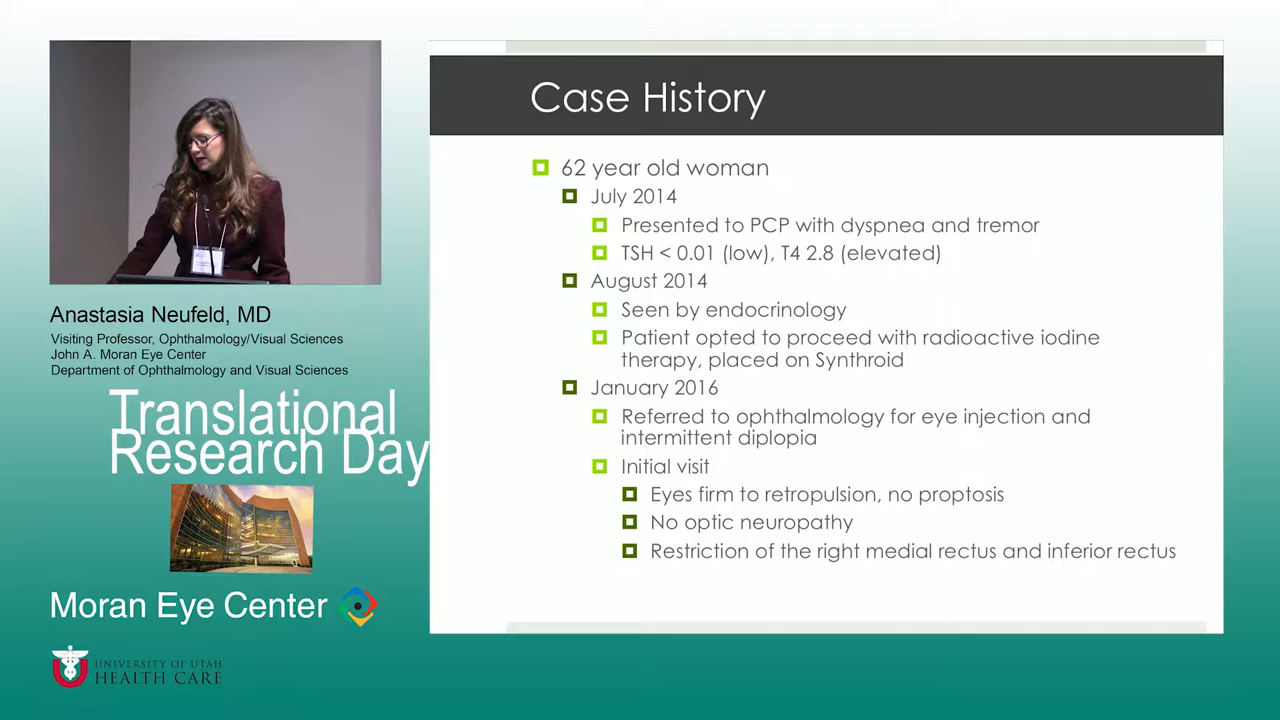 Anastasia Neufeld, MD
Visiting Professor, Ophthalmology/Visual Sciences
John A. Moran Eye Center
Department of Ophthalmology and Visual Sciences
Translational
Research Day
Moran Eye Center
UNIVERSITY OF UTAH
HEALTH CARE
Case History
62 year old woman
July 2014
Presented to PCP with dyspnea and tremor
TSH < 0.01 (low), T4 2.8 (elevated)
August 2014
Seen by endocrinology
Patient opted to proceed with radioactive iodine
therapy, placed on Synthroid
January 2016
Referred to ophthalmology for eye injection and
intermittent diplopia
Initial visit
Eyes firm to retropulsion, no proptosis
No optic neuropathy
Restriction of the right medial rectus and inferior rectus